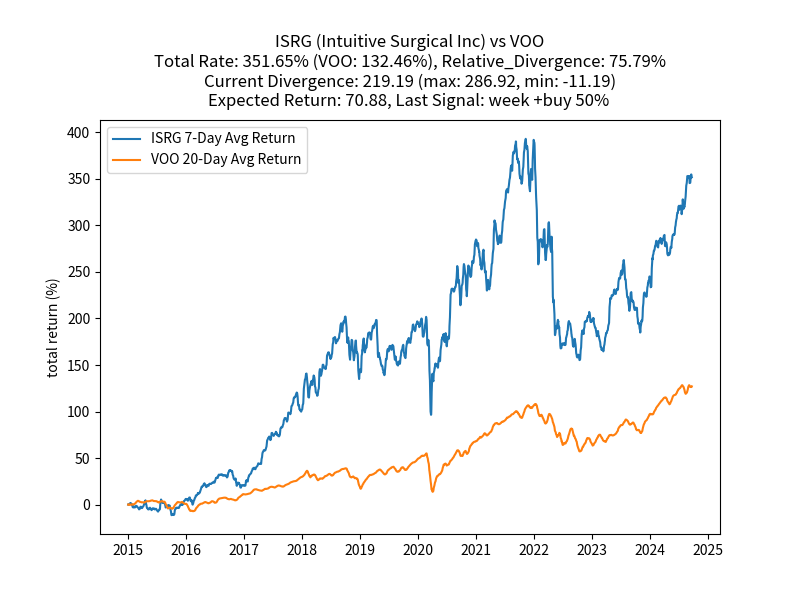 ISRG (Intuitive Surgical Inc) vs VOO
Total Rate: 351.65% (VOO: 132.46%), Relative_Divergence: 75.79%
Current Divergence: 219.19 (max: 286.92, min: -11.19)
Expected Return: 70.88, Last Signal: week +buy 50%
ISRG 7-Day Avg Return
VOO 20-Day Avg Return
total return (%)
400
350
300
250
200
150
100
50
0
2015 2016 2017 2018 2019 2020 2021 2022 2023 2024 2025